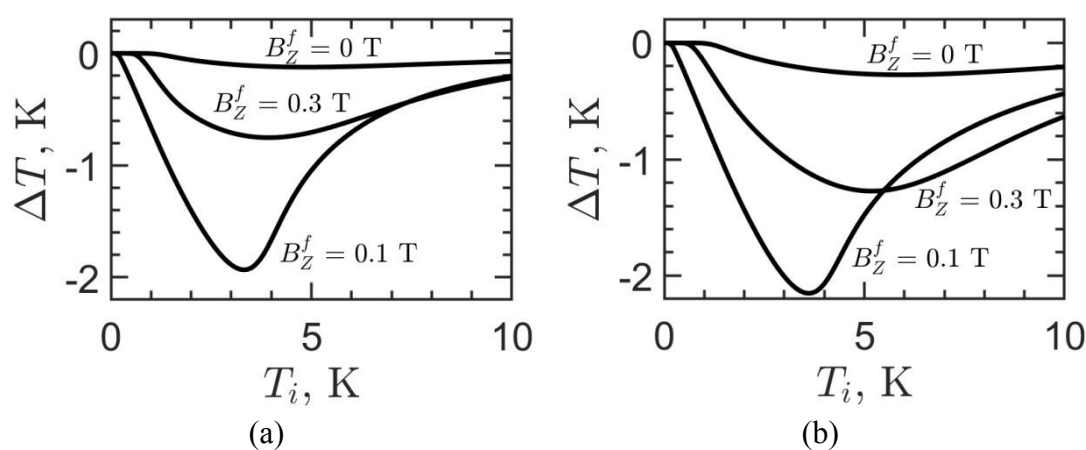 0
-1
-2
ΔT, K
B_Z^f = 0 T
B_Z^f = 0.3 T
B_Z^f = 0.1 T
0 5 10
T_i, K
(a)
0
-1
-2
ΔT, K
B_Z^f = 0 T
B_Z^f = 0.3 T
B_Z^f = 0.1 T
0 5 10
T_i, K
(b)